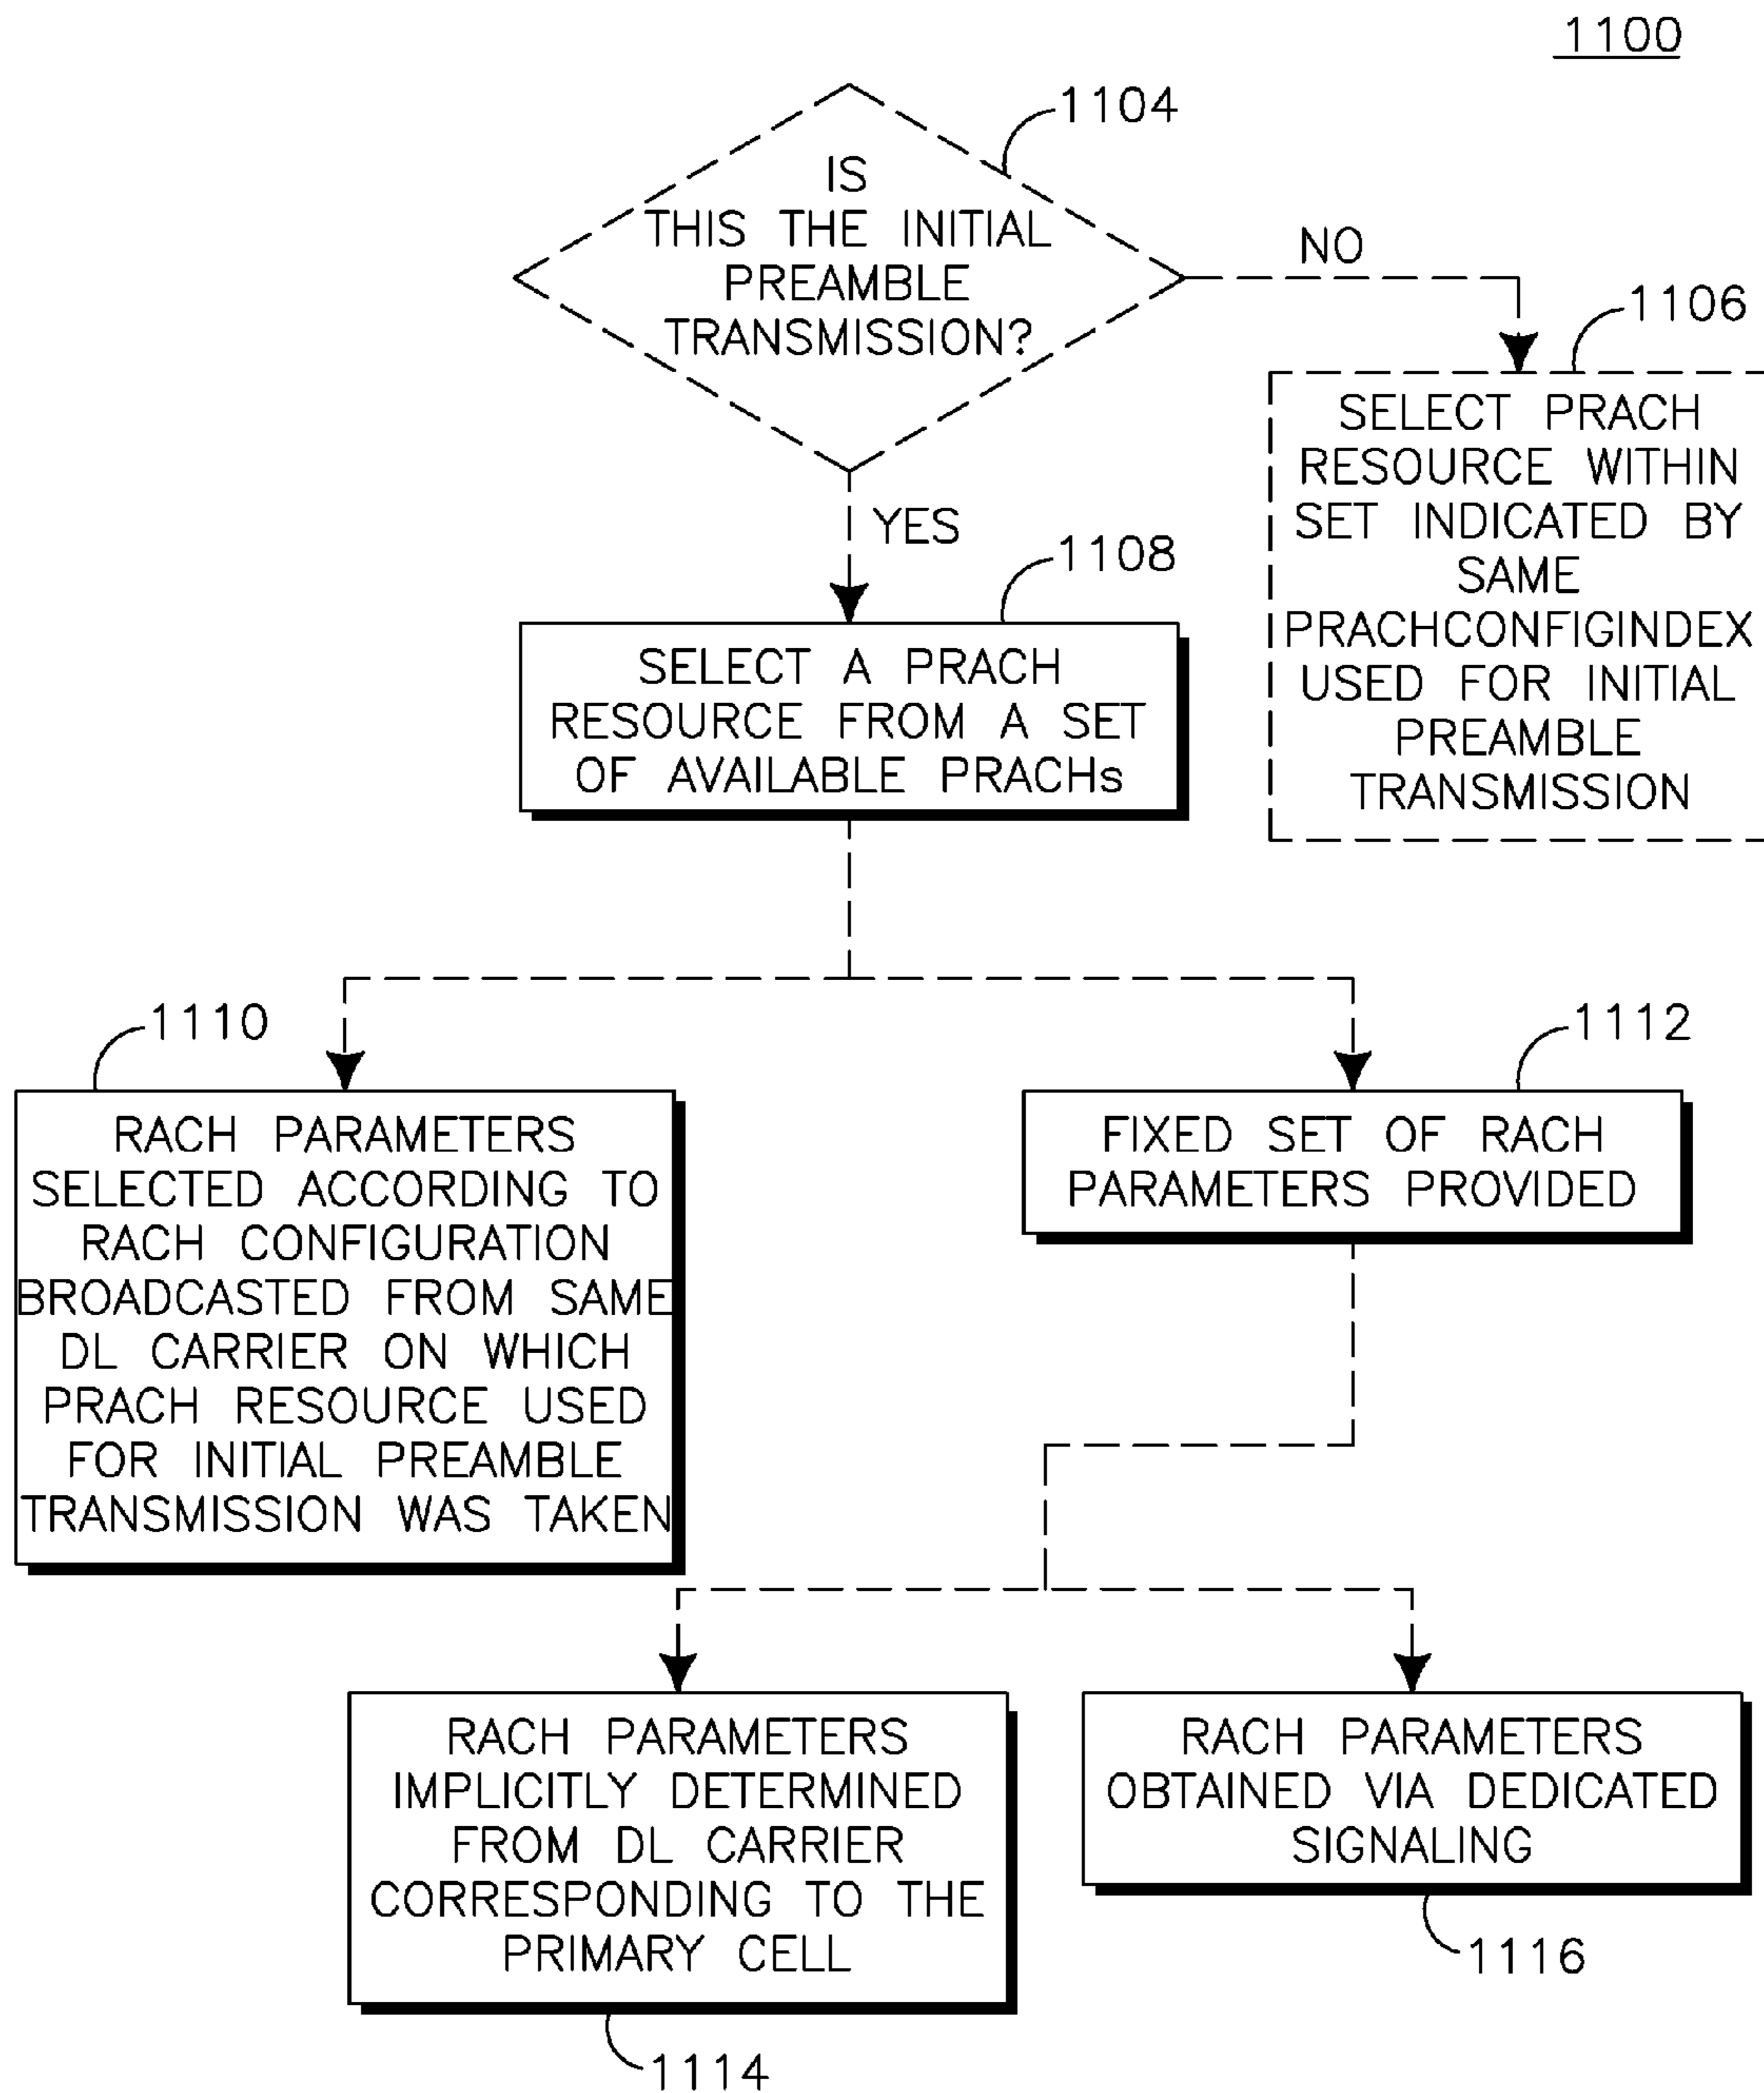 1100
1104
IS
THIS THE INITIAL
PREAMBLE
TRANSMISSION?
NO
1106
SELECT PRACH
RESOURCE WITHIN
SET INDICATED BY
SAME
PRACHCONFIGINDEX
USED FOR INITIAL
PREAMBLE
TRANSMISSION
YES
1108
SELECT A PRACH
RESOURCE FROM A SET
OF AVAILABLE PRACHs
1110
RACH PARAMETERS
SELECTED ACCORDING TO
RACH CONFIGURATION
BROADCASTED FROM SAME
DL CARRIER ON WHICH
PRACH RESOURCE USED
FOR INITIAL PREAMBLE
TRANSMISSION WAS TAKEN
1112
FIXED SET OF RACH
PARAMETERS PROVIDED
RACH PARAMETERS
IMPLICITLY DETERMINED
FROM DL CARRIER
CORRESPONDING TO THE
PRIMARY CELL
1114
RACH PARAMETERS
OBTAINED VIA DEDICATED
SIGNALING
1116